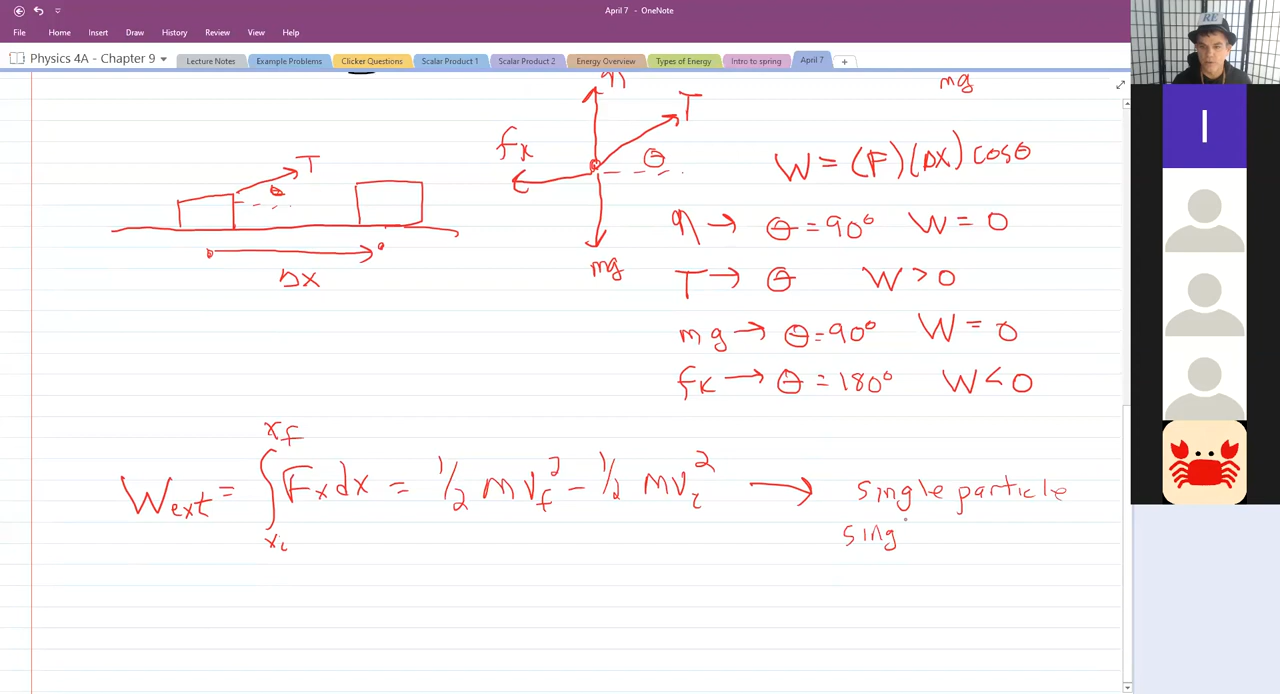 April 7 - OneNote
File Home Insert Draw History Review View Help
Physics 4A - Chapter 9
Lecture Notes Example Problems Clicker Questions Scalar Product 1 Scalar Product 2 Energy Overview Types of Energy Intro to spring April 7
RE
I
mg
η
T
fk
θ
mg
T
θ
Δx
W = (F)(Δx) cosθ
η → θ = 90° W = 0
T → θ W > 0
mg → θ = 90° W = 0
fk → θ = 180° W < 0
Wext = ∫ xi xf Fx dx = 1/2 mvf² - 1/2 mvi² → single particle
sing